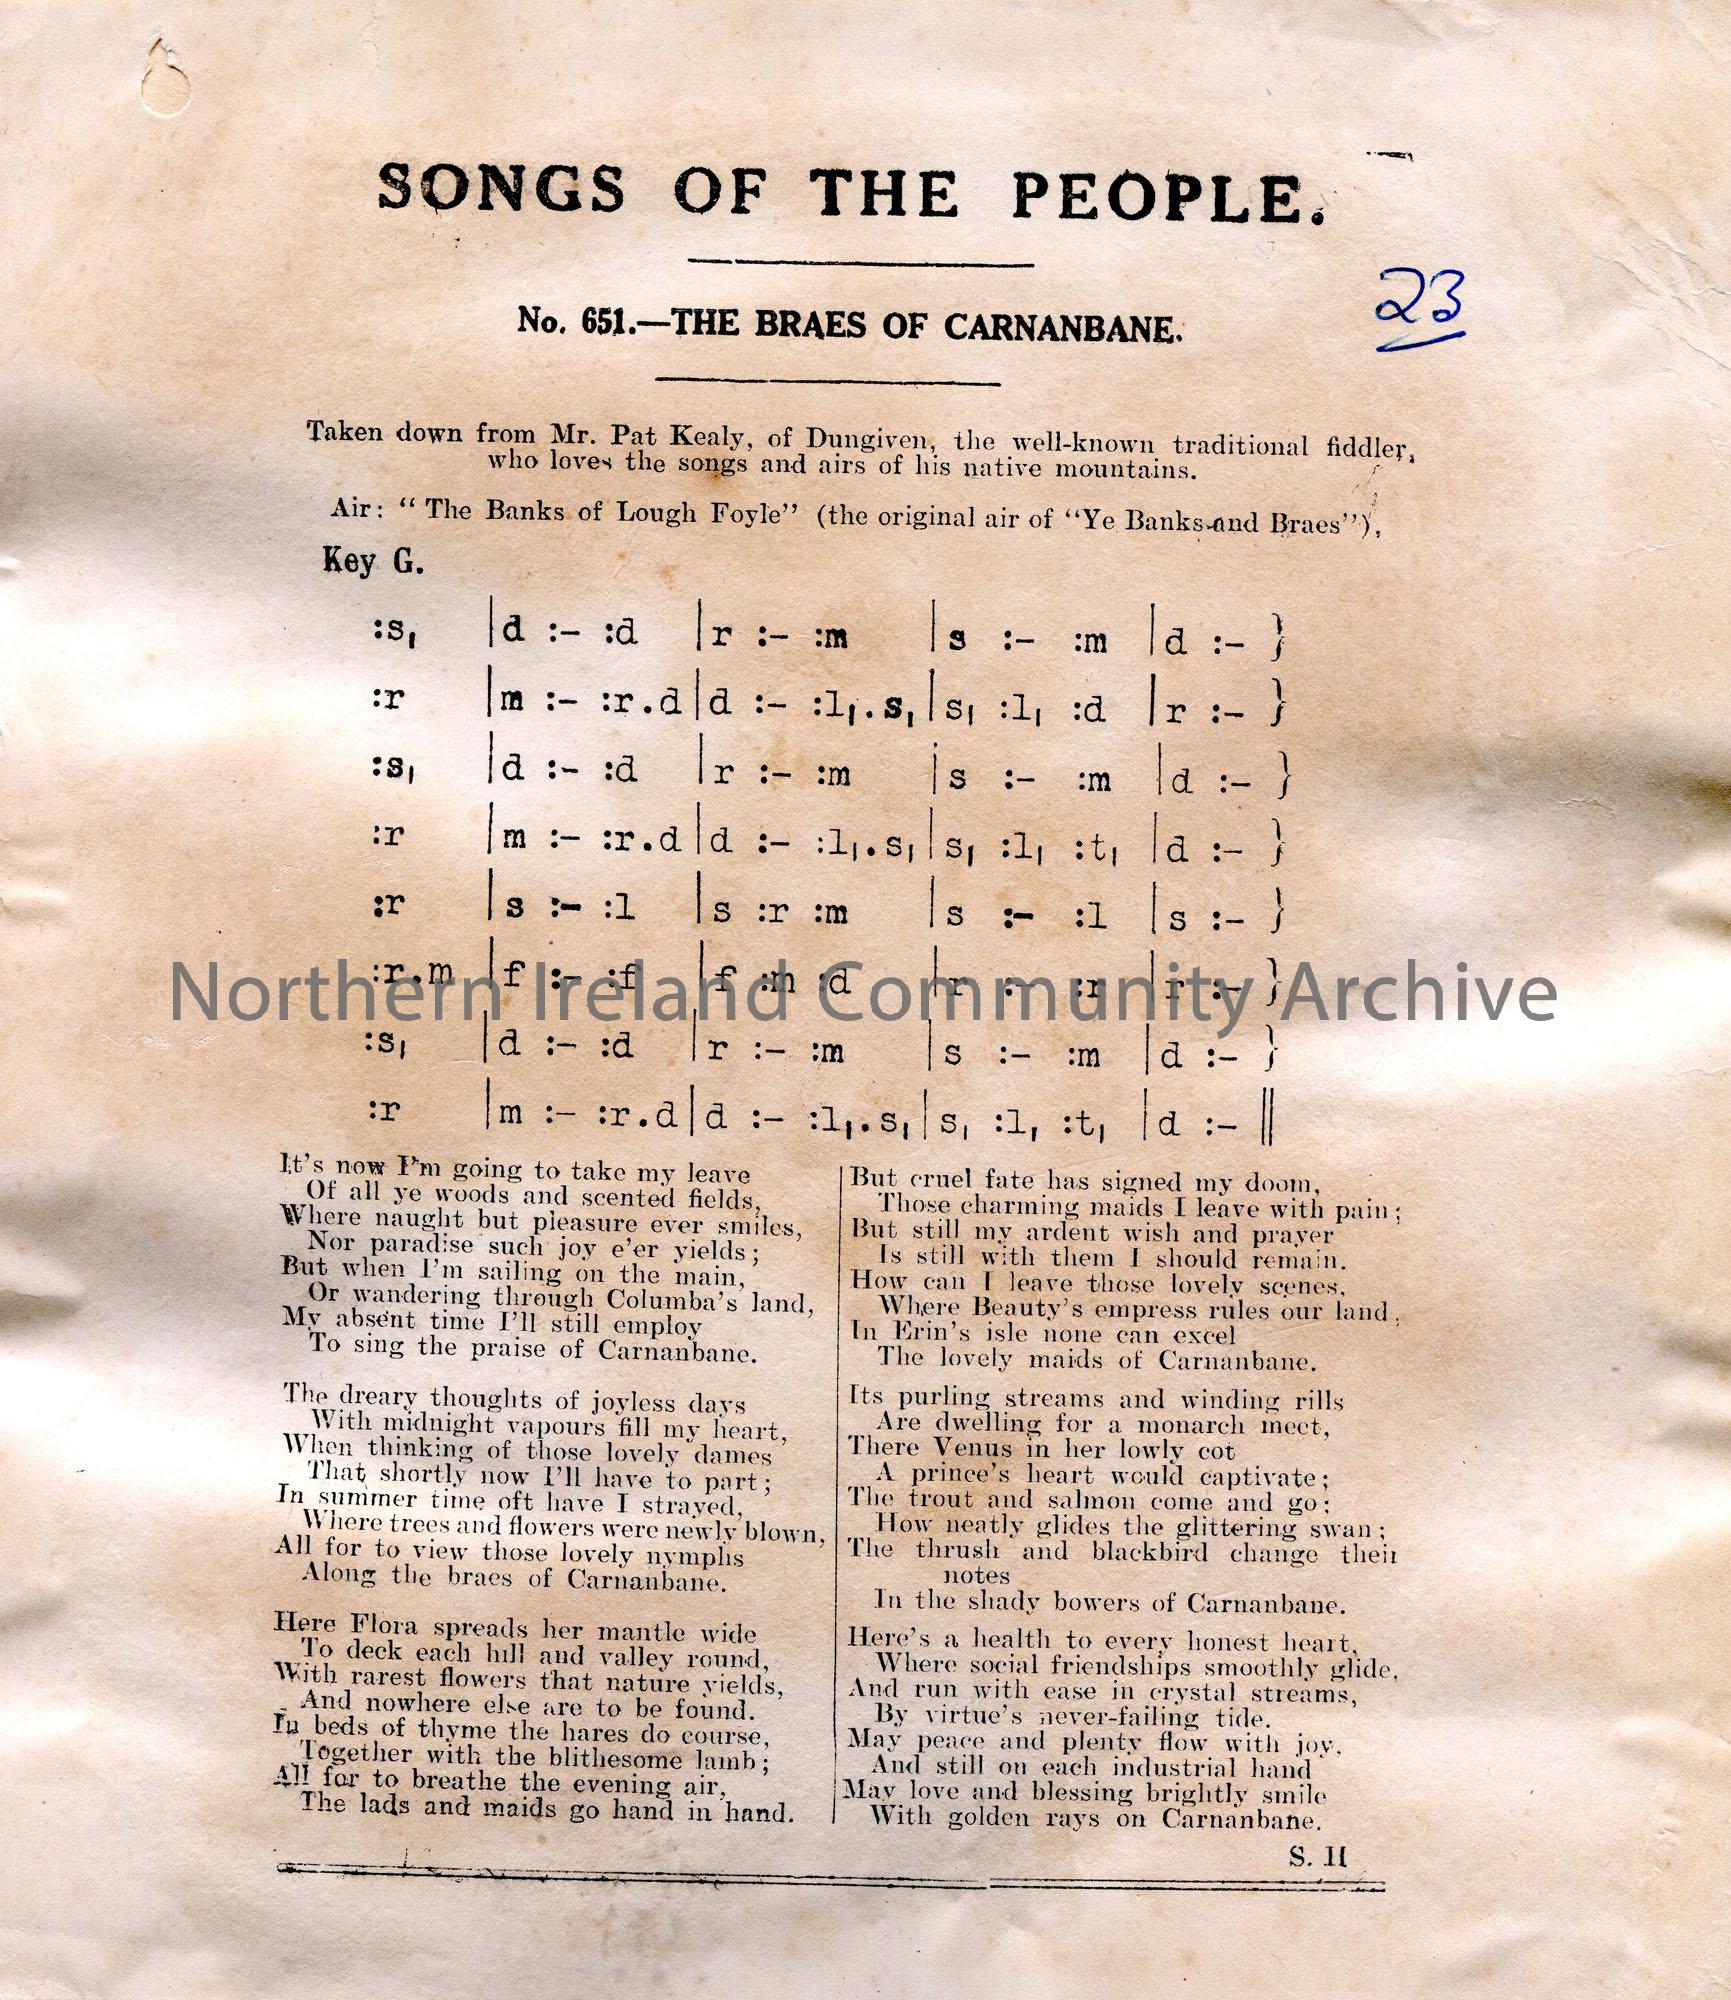 SONGS OF THE PEOPLE.
23
No. 651.—THE BRAES OF CARNANBANE.
Taken down from Mr. Pat Kealy, of Dungiven, the well-known traditional fiddler,
who loves the songs and airs of his native mountains.
Air: "The Banks of Lough Foyle" (the original air of "Ye Banks and Braes"),
Key G.
:s, |d :– :d |r :– :m |s :– :m |d :– }
:r |m :– :r.d|d :– :l,.s,|s, :l, :d |r :– }
:s, |d :– :d |r :– :m |s :– :m |d :– }
:r |m :– :r.d|d :– :l,.s,|s, :l, :t, |d :– }
:r |s :– :l |s :r :m |s :– :l |s :– }
:r.m |f :– :f |f :m :d |r :– :r |r :– }
Northern Ireland Community Archive
:s, |d :– :d |r :– :m |s :– :m |d :– }
:r |m :– :r.d|d :– :l,.s,|s, :l, :t, |d :– ||
It's now I'm going to take my leave
Of all ye woods and scented fields,
Where naught but pleasure ever smiles,
Nor paradise such joy e'er yields;
But when I'm sailing on the main,
Or wandering through Columba's land,
My absent time I'll still employ
To sing the praise of Carnanbane.
The dreary thoughts of joyless days
With midnight vapours fill my heart,
When thinking of those lovely dames
That shortly now I'll have to part;
In summer time oft have I strayed,
Where trees and flowers were newly blown,
All for to view those lovely nymphs
Along the braes of Carnanbane.
Here Flora spreads her mantle wide
To deck each hill and valley round,
With rarest flowers that nature yields,
And nowhere else are to be found.
In beds of thyme the hares do course,
Together with the blithesome lamb;
All for to breathe the evening air,
The lads and maids go hand in hand.
But cruel fate has signed my doom,
Those charming maids I leave with pain;
But still my ardent wish and prayer
Is still with them I should remain.
How can I leave those lovely scenes,
Where Beauty's empress rules our land,
In Erin's isle none can excel
The lovely maids of Carnanbane.
Its purling streams and winding rills
Are dwelling for a monarch meet,
There Venus in her lowly cot
A prince's heart would captivate;
The trout and salmon come and go;
How neatly glides the glittering swan;
The thrush and blackbird change their
notes
In the shady bowers of Carnanbane.
Here's a health to every honest heart,
Where social friendships smoothly glide,
And run with ease in crystal streams,
By virtue's never-failing tide.
May peace and plenty flow with joy,
And still on each industrial hand
May love and blessing brightly smile
With golden rays on Carnanbane.
S. H